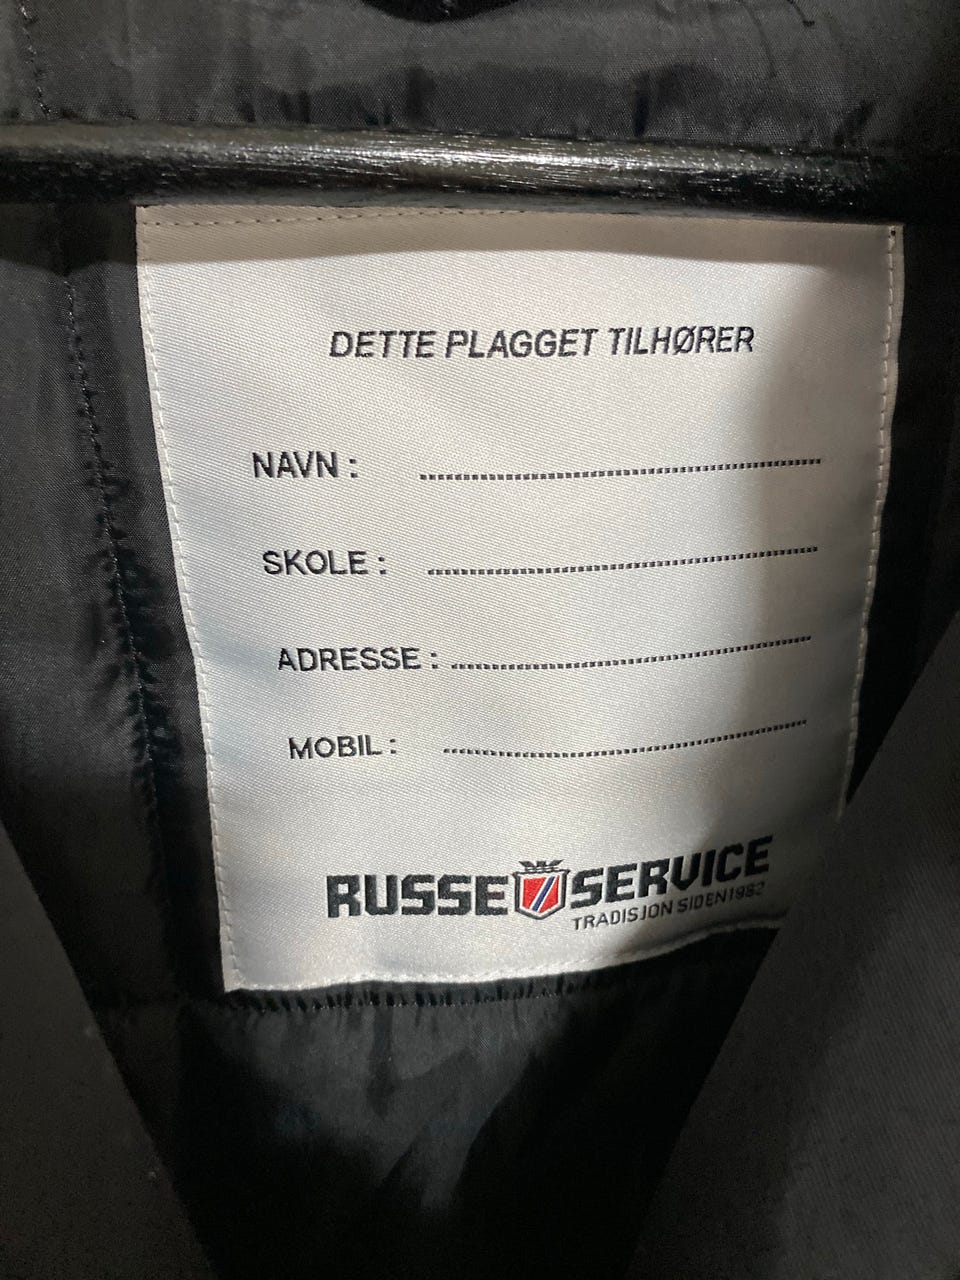 DETTE PLAGGET TILHØRER
NAVN : ............................................
SKOLE : ............................................
ADRESSE : ............................................
MOBIL : ............................................
RUSSE SERVICE
TRADISJON SIDEN 1982